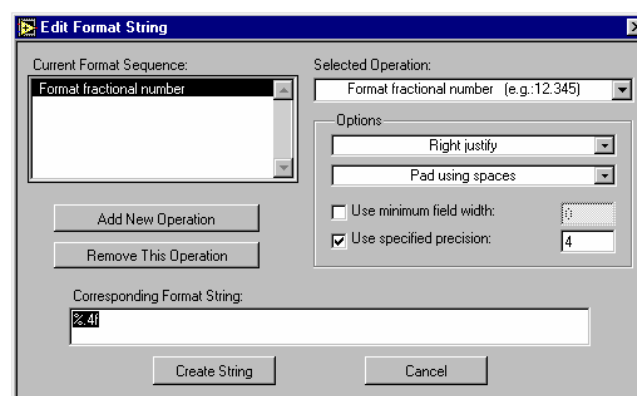 Edit Format String
Current Format Sequence:
Format fractional number
Selected Operation:
Format fractional number (e.g.:12.345)
Options
Right justify
Pad using spaces
Use minimum field width:
0
Use specified precision:
4
Add New Operation
Remove This Operation
Corresponding Format String:
%.4f
Create String
Cancel